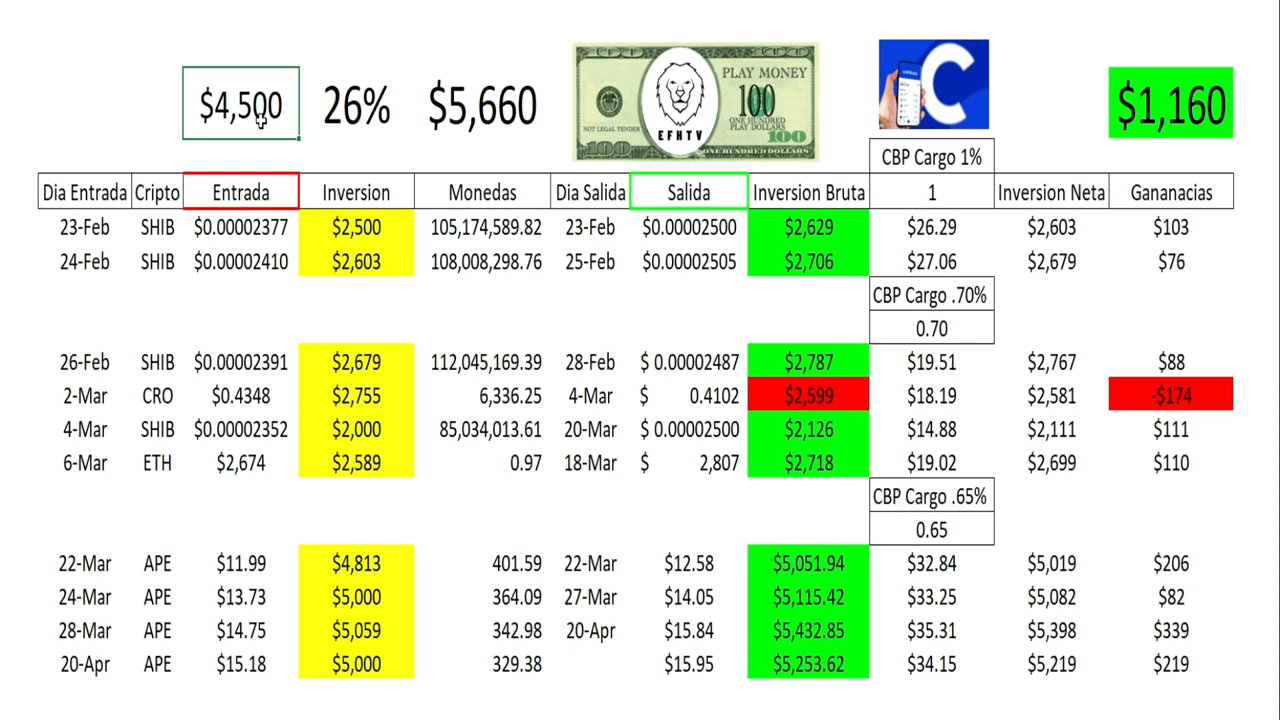 $4,500 26% $5,660 $1,160
100 100
PLAY MONEY
100
ONE HUNDRED
PLAY DOLLARS
NOT LEGAL TENDER
EFHTV
100
ONE HUNDRED DOLLARS
100
C
CBP Cargo 1%
Dia Entrada Cripto Entrada Inversion Monedas Dia Salida Salida Inversion Bruta 1 Inversion Neta Gananacias
23-Feb SHIB $0.00002377 $2,500 105,174,589.82 23-Feb $0.00002500 $2,629 $26.29 $2,603 $103
24-Feb SHIB $0.00002410 $2,603 108,008,298.76 25-Feb $0.00002505 $2,706 $27.06 $2,679 $76
CBP Cargo .70%
0.70
26-Feb SHIB $0.00002391 $2,679 112,045,169.39 28-Feb $ 0.00002487 $2,787 $19.51 $2,767 $88
2-Mar CRO $0.4348 $2,755 6,336.25 4-Mar $ 0.4102 $2,599 $18.19 $2,581 -$174
4-Mar SHIB $0.00002352 $2,000 85,034,013.61 20-Mar $ 0.00002500 $2,126 $14.88 $2,111 $111
6-Mar ETH $2,674 $2,589 0.97 18-Mar $ 2,807 $2,718 $19.02 $2,699 $110
CBP Cargo .65%
0.65
22-Mar APE $11.99 $4,813 401.59 22-Mar $12.58 $5,051.94 $32.84 $5,019 $206
24-Mar APE $13.73 $5,000 364.09 27-Mar $14.05 $5,115.42 $33.25 $5,082 $82
28-Mar APE $14.75 $5,059 342.98 20-Apr $15.84 $5,432.85 $35.31 $5,398 $339
20-Apr APE $15.18 $5,000 329.38 $15.95 $5,253.62 $34.15 $5,219 $219